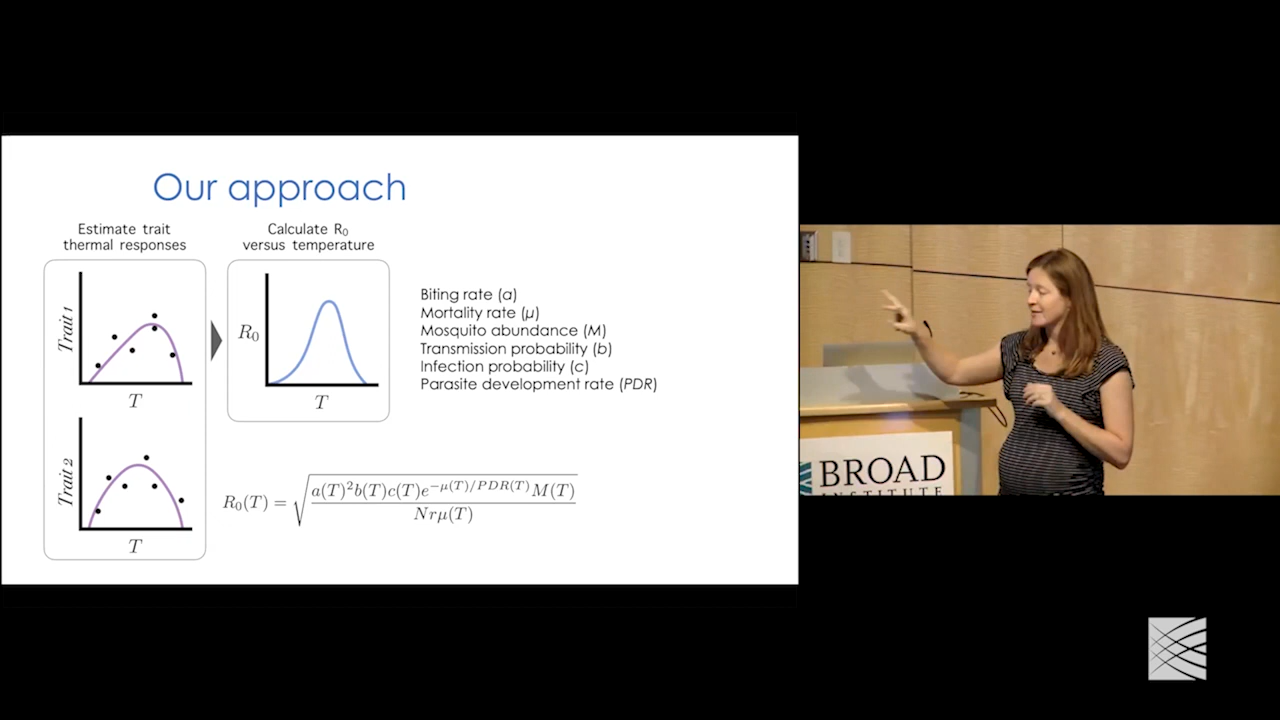 Our approach
Estimate trait
thermal responses
Calculate R₀
versus temperature
Trait 1
T
R₀
T
Biting rate (a)
Mortality rate (µ)
Mosquito abundance (M)
Transmission probability (b)
Infection probability (c)
Parasite development rate (PDR)
Trait 2
T
R₀(T) = √(a(T)²b(T)c(T)e^(−µ(T)/PDR(T))M(T) / Nrµ(T))
BROAD
INSTITUTE